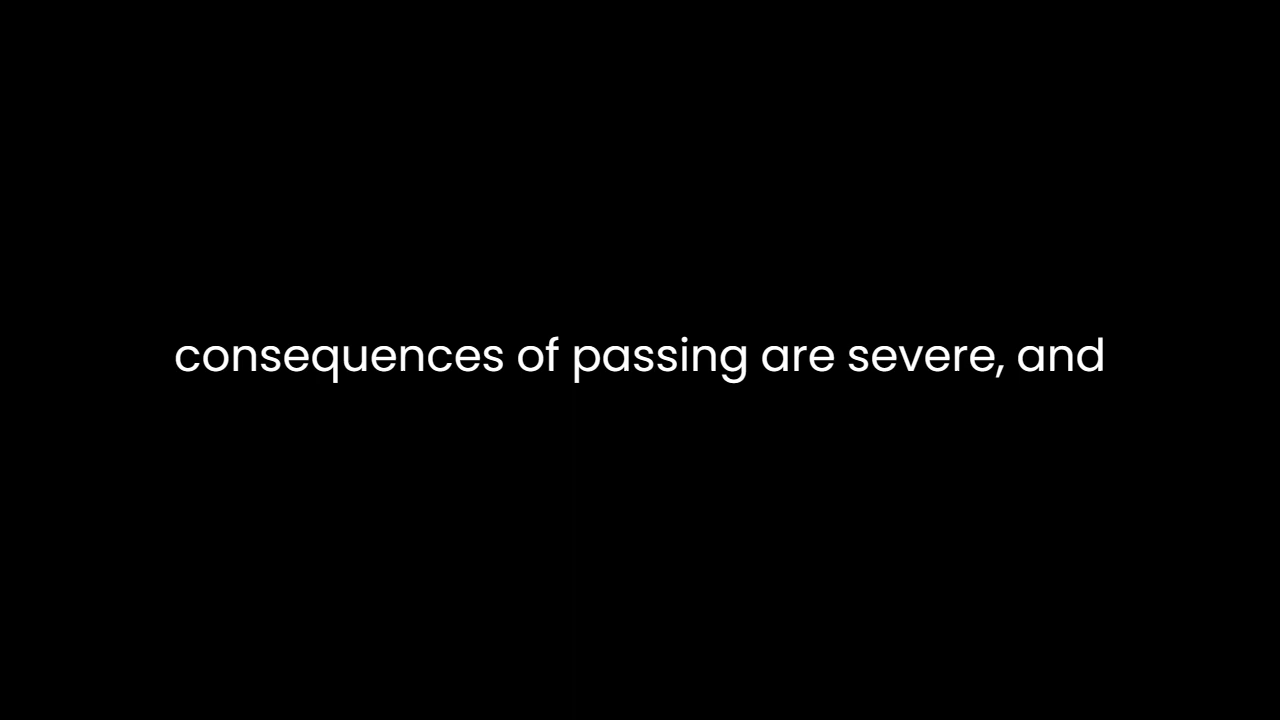 consequences of passing are severe, and